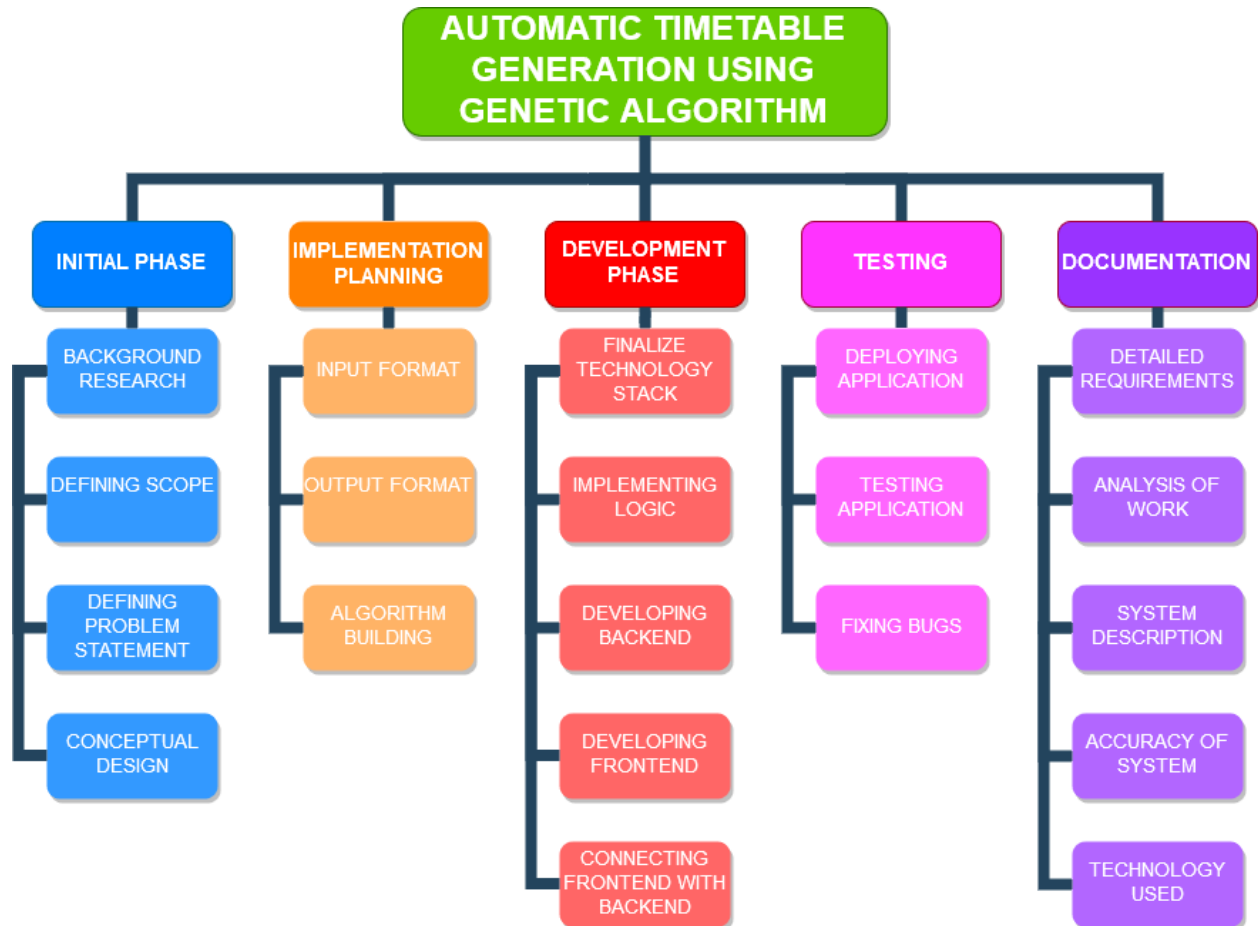 AUTOMATIC TIMETABLE
GENERATION USING
GENETIC ALGORITHM
INITIAL PHASE
IMPLEMENTATION
PLANNING
DEVELOPMENT
PHASE
TESTING
DOCUMENTATION
BACKGROUND
RESEARCH
DEFINING SCOPE
DEFINING
PROBLEM
STATEMENT
CONCEPTUAL
DESIGN
INPUT FORMAT
OUTPUT FORMAT
ALGORITHM
BUILDING
FINALIZE
TECHNOLOGY
STACK
IMPLEMENTING
LOGIC
DEVELOPING
BACKEND
DEVELOPING
FRONTEND
CONNECTING
FRONTEND WITH
BACKEND
DEPLOYING
APPLICATION
TESTING
APPLICATION
FIXING BUGS
DETAILED
REQUIREMENTS
ANALYSIS OF
WORK
SYSTEM
DESCRIPTION
ACCURACY OF
SYSTEM
TECHNOLOGY
USED